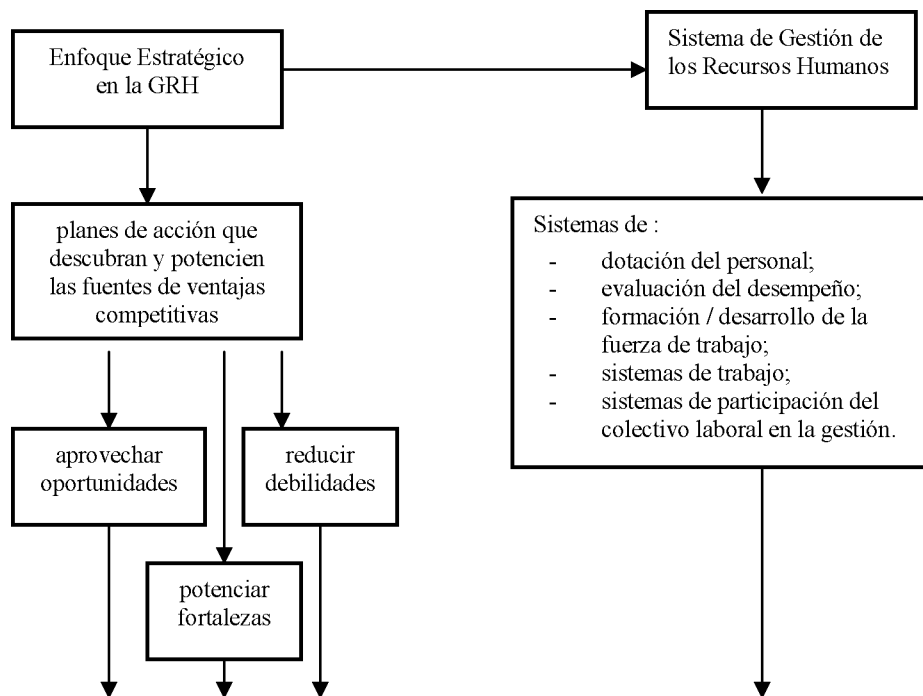 Enfoque Estratégico
en la GRH
Sistema de Gestión de
los Recursos Humanos
planes de acción que
descubran y potencien
las fuentes de ventajas
competitivas
Sistemas de :
- dotación del personal;
- evaluación del desempeño;
- formación / desarrollo de la
fuerza de trabajo;
- sistemas de trabajo;
- sistemas de participación del
colectivo laboral en la gestión.
aprovechar
oportunidades
reducir
debilidades
potenciar
fortalezas